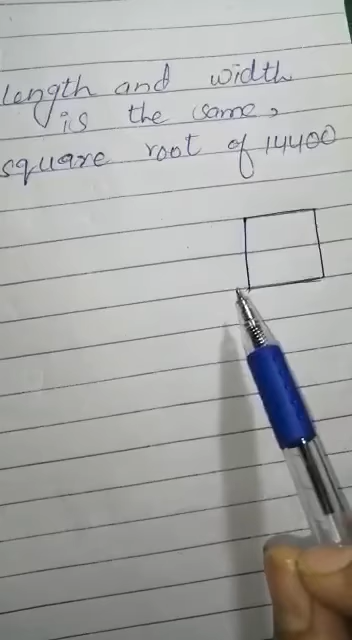 length and width
is the same,
square root of 14400